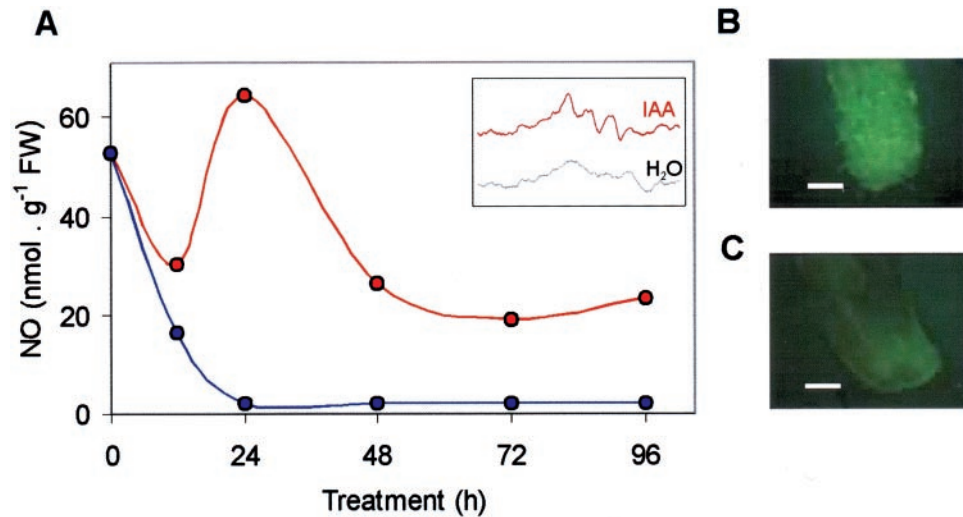 A
B
C
NO (nmol . g⁻¹ FW)
60
40
20
0
IAA
H₂O
0 24 48 72 96
Treatment (h)